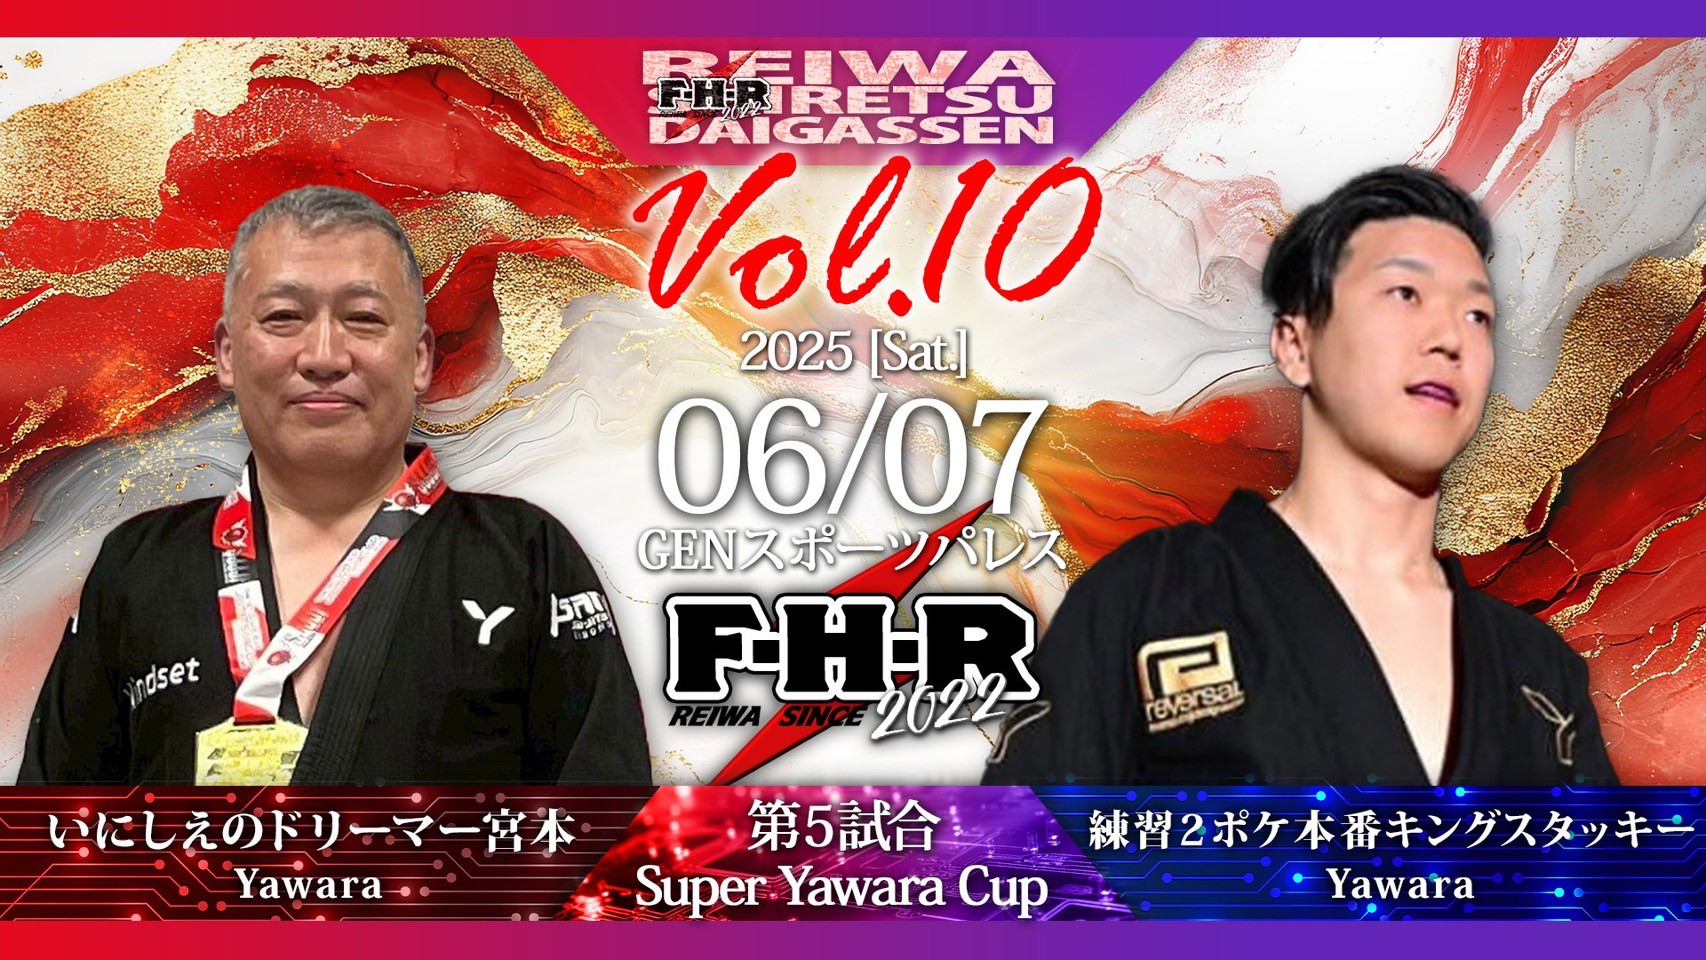 REIWA
DAIGASSEN
F-H-R
2022
Vol.10
2025 [Sat.]
06/07
GENスポーツパレス
F-H-R
REIWA SINCE 2022
reversal
第5試合
Super Yawara Cup
いにしえのドリーマー宮本
Yawara
練習2ポケ本番キングスタッキー
Yawara